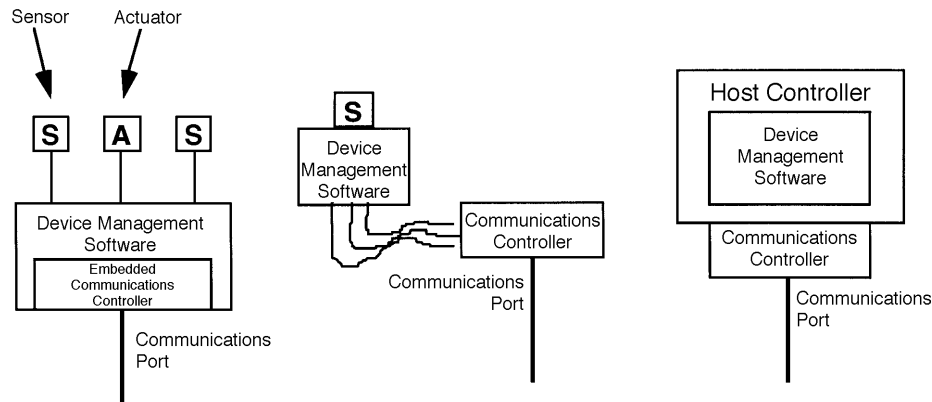 Sensor
Actuator
S
A
S
Device Management
Software
Embedded
Communications
Controller
Communications
Port
S
Device
Management
Software
Communications
Controller
Communications
Port
Host Controller
Device
Management
Software
Communications
Controller
Communications
Port